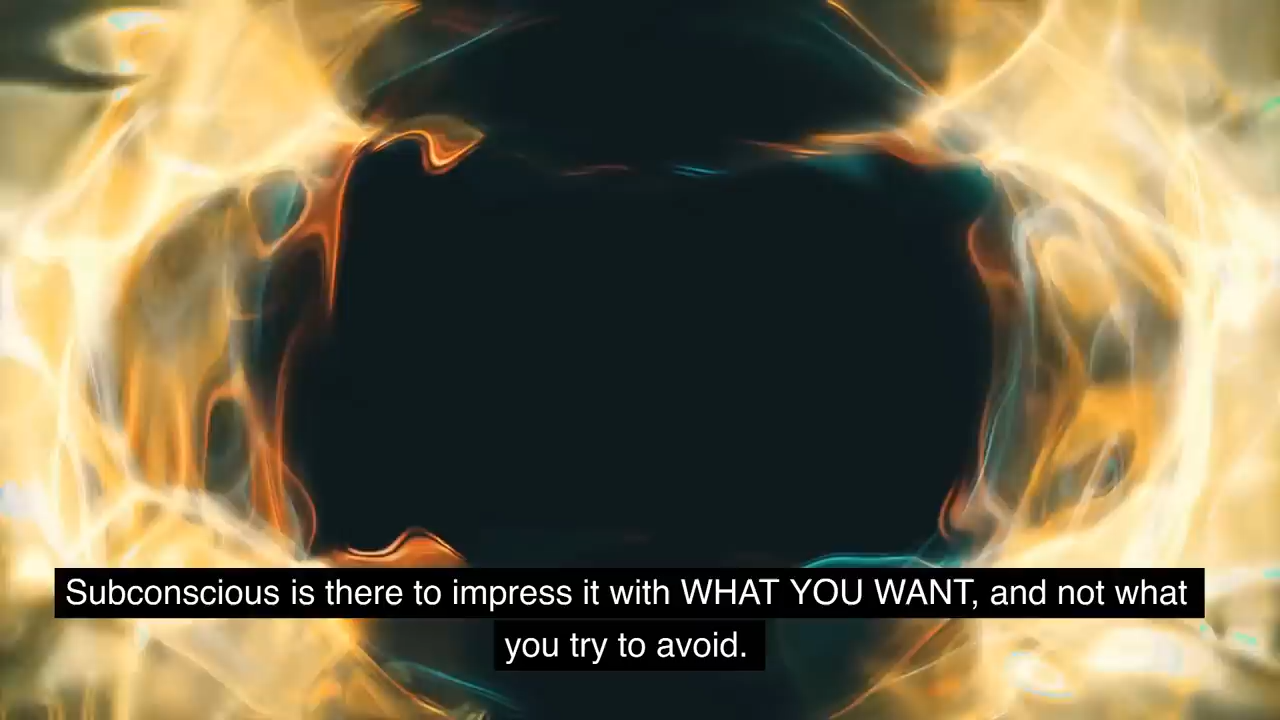 Subconscious is there to impress it with WHAT YOU WANT, and not what
you try to avoid.